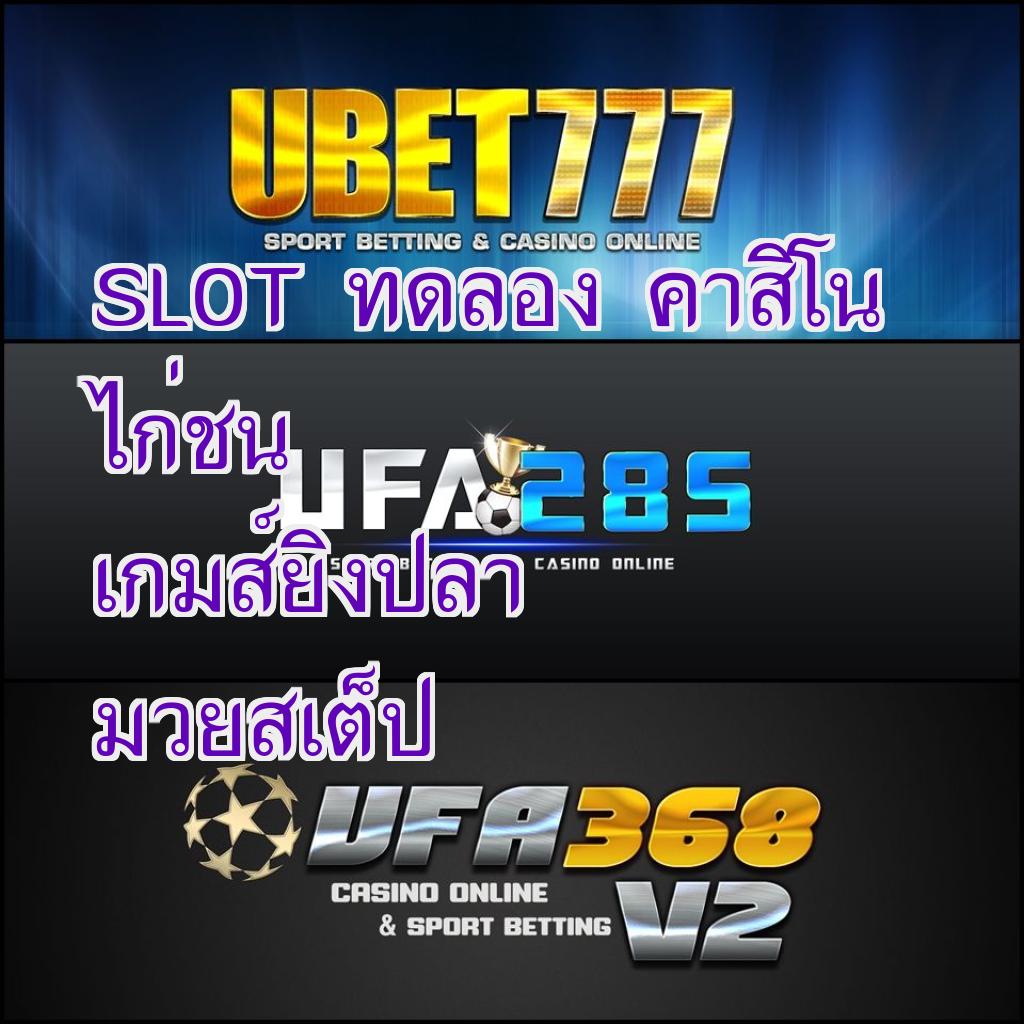 UBET777
SPORT BETTING & CASINO ONLINE
SLOT ทดลอง คาสิโน
ไก่ชน
UFA285
CASINO ONLINE
เกมส์ยิงปลา
มวยสเต็ป
UFA368
CASINO ONLINE
& SPORT BETTING
V2